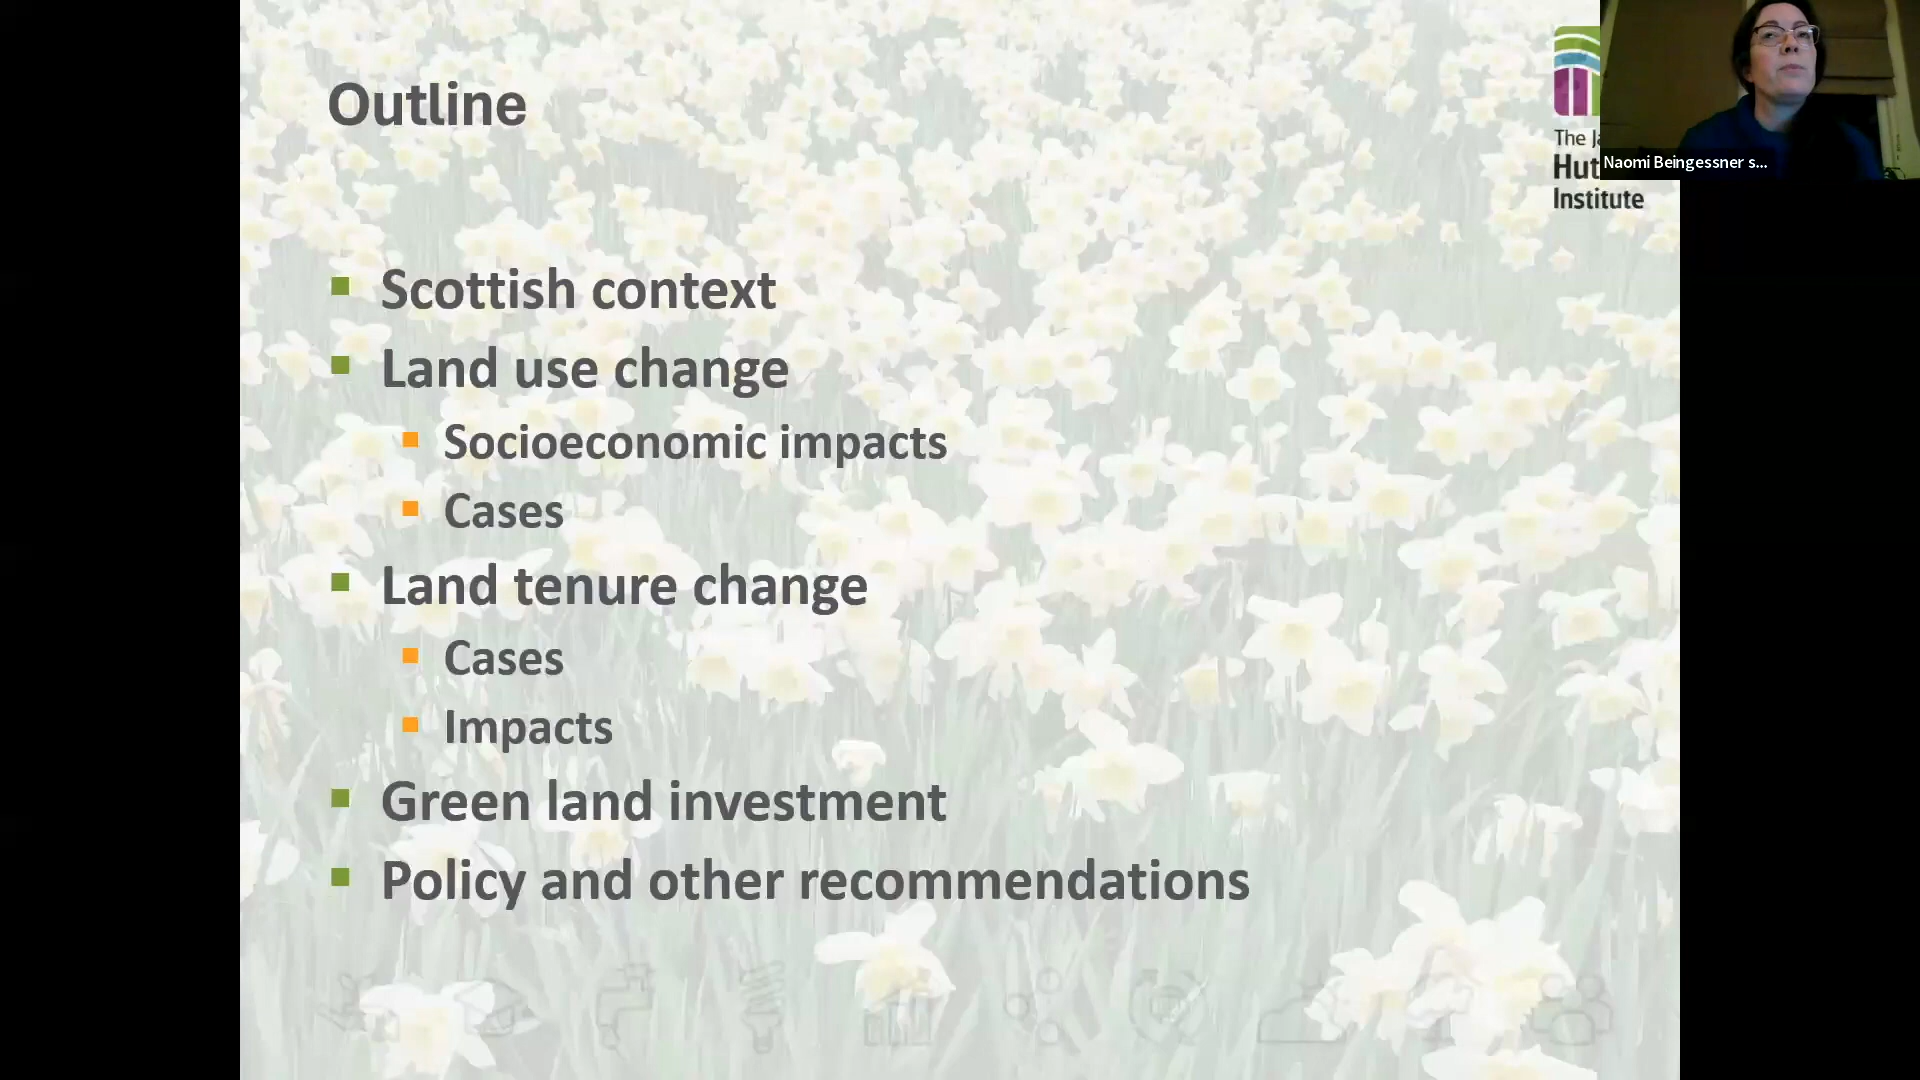 Outline
The Ja
Hut
Institute
Naomi Beingessner s...
Scottish context
Land use change
Socioeconomic impacts
Cases
Land tenure change
Cases
Impacts
Green land investment
Policy and other recommendations